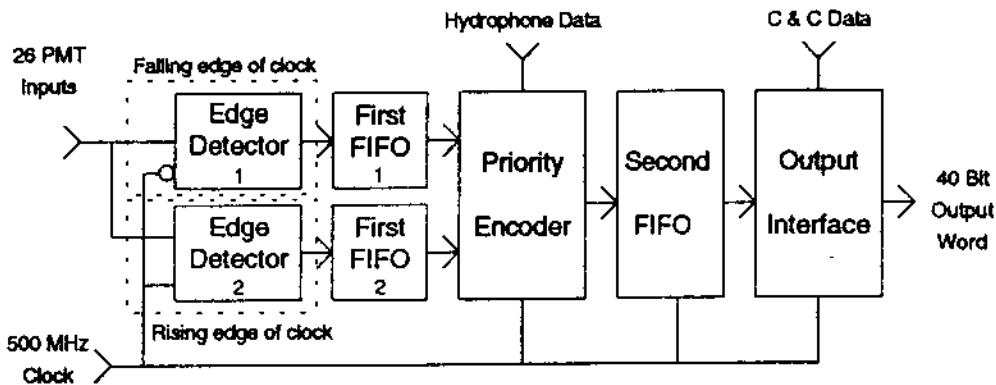 Hydrophone Data
C & C Data
26 PMT
Inputs
Falling edge of clock
Edge
Detector
1
First
FIFO
1
Priority
Encoder
Second
FIFO
Output
Interface
40 Bit
Output
Word
Edge
Detector
2
First
FIFO
2
Rising edge of clock
500 MHz
Clock